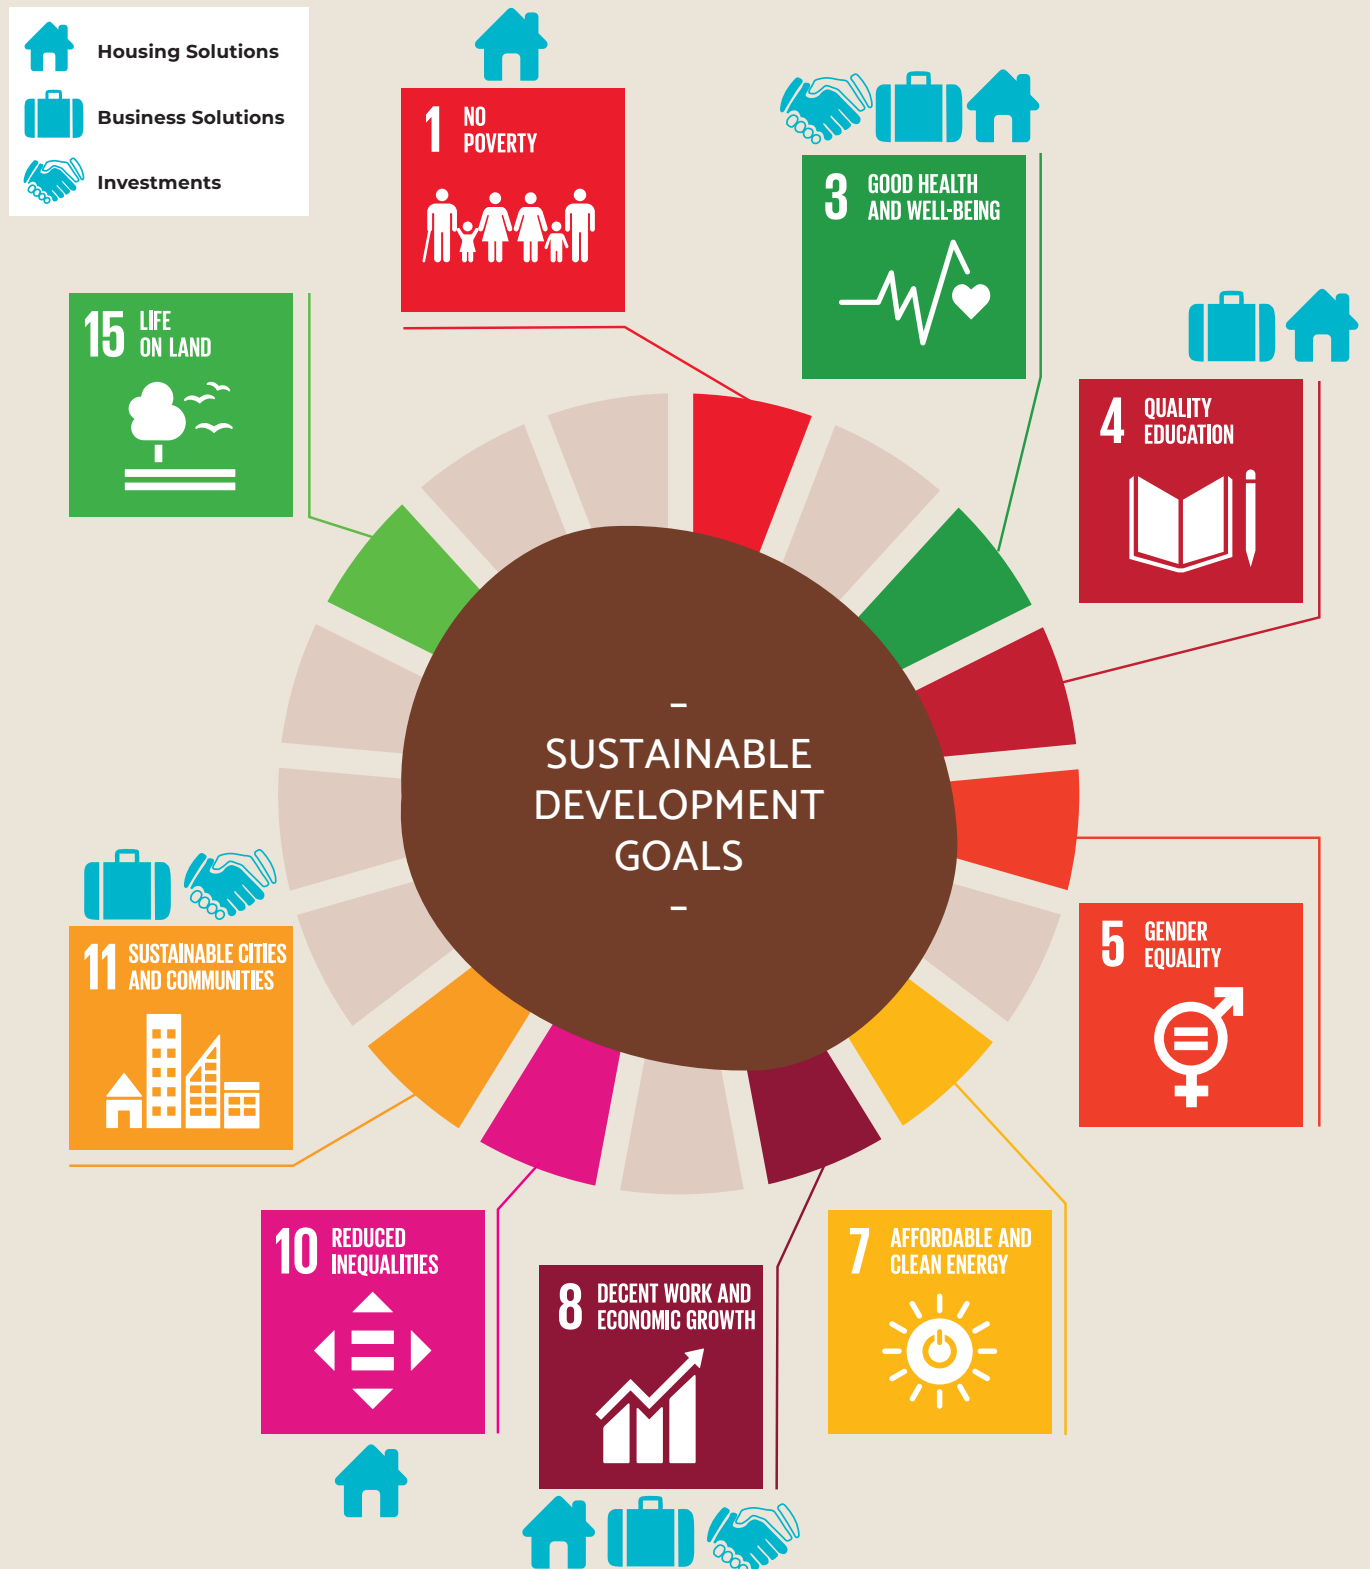 Housing Solutions
Business Solutions
Investments
1 NO
POVERTY
3 GOOD HEALTH
AND WELL-BEING
4 QUALITY
EDUCATION
15 LIFE
ON LAND
–
SUSTAINABLE
DEVELOPMENT
GOALS
–
5 GENDER
EQUALITY
11 SUSTAINABLE CITIES
AND COMMUNITIES
10 REDUCED
INEQUALITIES
8 DECENT WORK AND
ECONOMIC GROWTH
7 AFFORDABLE AND
CLEAN ENERGY